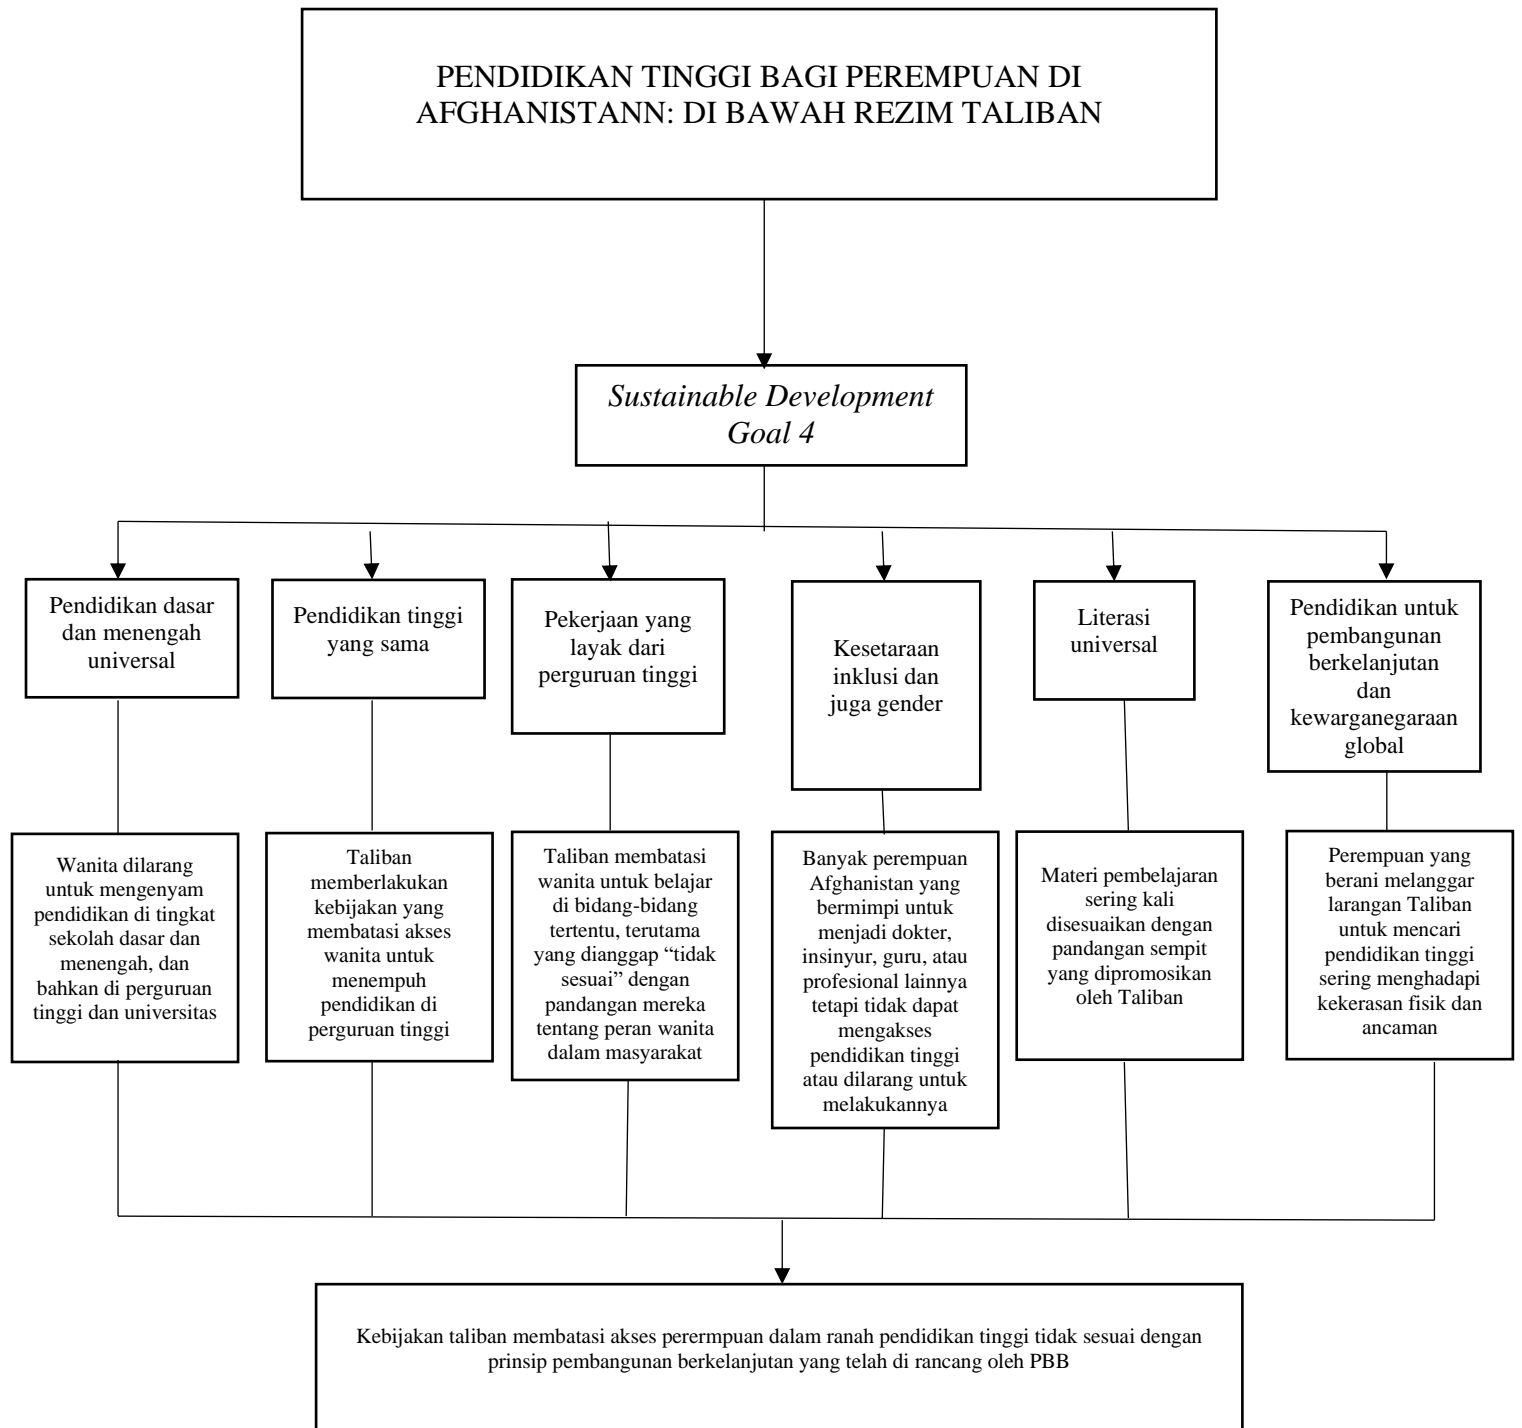 PENDIDIKAN TINGGI BAGI PEREMPUAN DI
AFGHANISTANN: DI BAWAH REZIM TALIBAN
Sustainable Development
Goal 4
Pendidikan dasar
dan menengah
universal
Pendidikan tinggi
yang sama
Pekerjaan yang
layak dari
perguruan tinggi
Kesetaraan
inklusi dan
juga gender
Literasi
universal
Pendidikan untuk
pembangunan
berkelanjutan
dan
kewarganegaraan
global
Wanita dilarang
untuk mengenyam
pendidikan di tingkat
sekolah dasar dan
menengah, dan
bahkan di perguruan
tinggi dan universitas
Taliban
memberlakukan
kebijakan yang
membatasi akses
wanita untuk
menempuh
pendidikan di
perguruan tinggi
Taliban membatasi
wanita untuk belajar
di bidang-bidang
tertentu, terutama
yang dianggap “tidak
sesuai” dengan
pandangan mereka
tentang peran wanita
dalam masyarakat
Banyak perempuan
Afghanistan yang
bermimpi untuk
menjadi dokter,
insinyur, guru, atau
profesional lainnya
tetapi tidak dapat
mengakses
pendidikan tinggi
atau dilarang untuk
melakukannya
Materi pembelajaran
sering kali
disesuaikan dengan
pandangan sempit
yang dipromosikan
oleh Taliban
Perempuan yang
berani melanggar
larangan Taliban
untuk mencari
pendidikan tinggi
sering menghadapi
kekerasan fisik dan
ancaman
Kebijakan taliban membatasi akses perermpuan dalam ranah pendidikan tinggi tidak sesuai dengan
prinsip pembangunan berkelanjutan yang telah di rancang oleh PBB